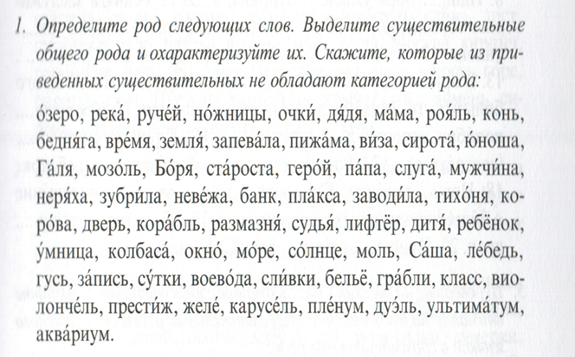 1. Определите род следующих слов. Выделите существительные
общего рода и охарактеризуйте их. Скажите, которые из при-
веденных существительных не обладают категорией рода:
о́зеро, река́, руче́й, но́жницы, очки́, дя́дя, ма́ма, роя́ль, конь,
бедня́га, вре́мя, земля́, запева́ла, пижа́ма, ви́за, сирота́, ю́ноша,
Га́ля, мозо́ль, Бо́ря, ста́роста, геро́й, па́па, слуга́, мужчи́на,
неря́ха, зубри́ла, неве́жа, банк, пла́кса, заводи́ла, тихо́ня, ко-
ро́ва, дверь, кора́бль, размазня́, судья́, лифтёр, дитя́, ребёнок,
у́мница, колбаса́, окно́, мо́ре, со́лнце, моль, Са́ша, ле́бедь,
гусь, за́пись, су́тки, воево́да, сли́вки, бельё, гра́бли, класс, вио-
лонче́ль, прести́ж, желе́, карусе́ль, пле́нум, дуэ́ль, ультима́тум,
аква́риум.